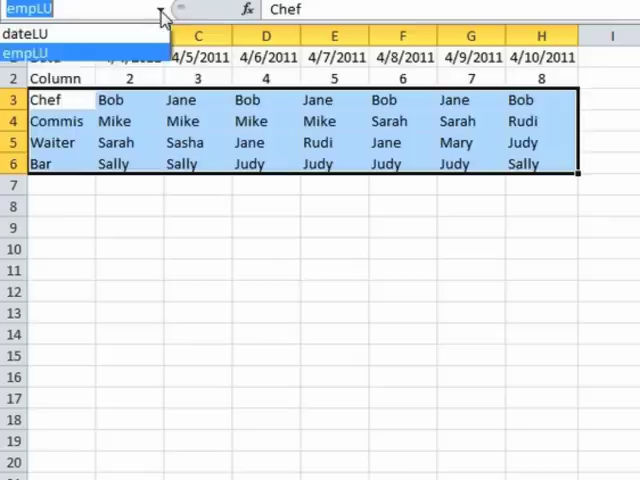 empLU fx Chef
dateLU
empLU
C D E F G H I
1 4/5/2011 4/6/2011 4/7/2011 4/8/2011 4/9/2011 4/10/2011
2 Column 2 3 4 5 6 7 8
3 Chef Bob Jane Bob Jane Bob Jane Bob
4 Commis Mike Mike Mike Mike Sarah Sarah Rudi
5 Waiter Sarah Sasha Jane Rudi Jane Mary Judy
6 Bar Sally Sally Judy Judy Judy Judy Sally
7
8
9
10
11
12
13
14
15
16
17
18
19
20